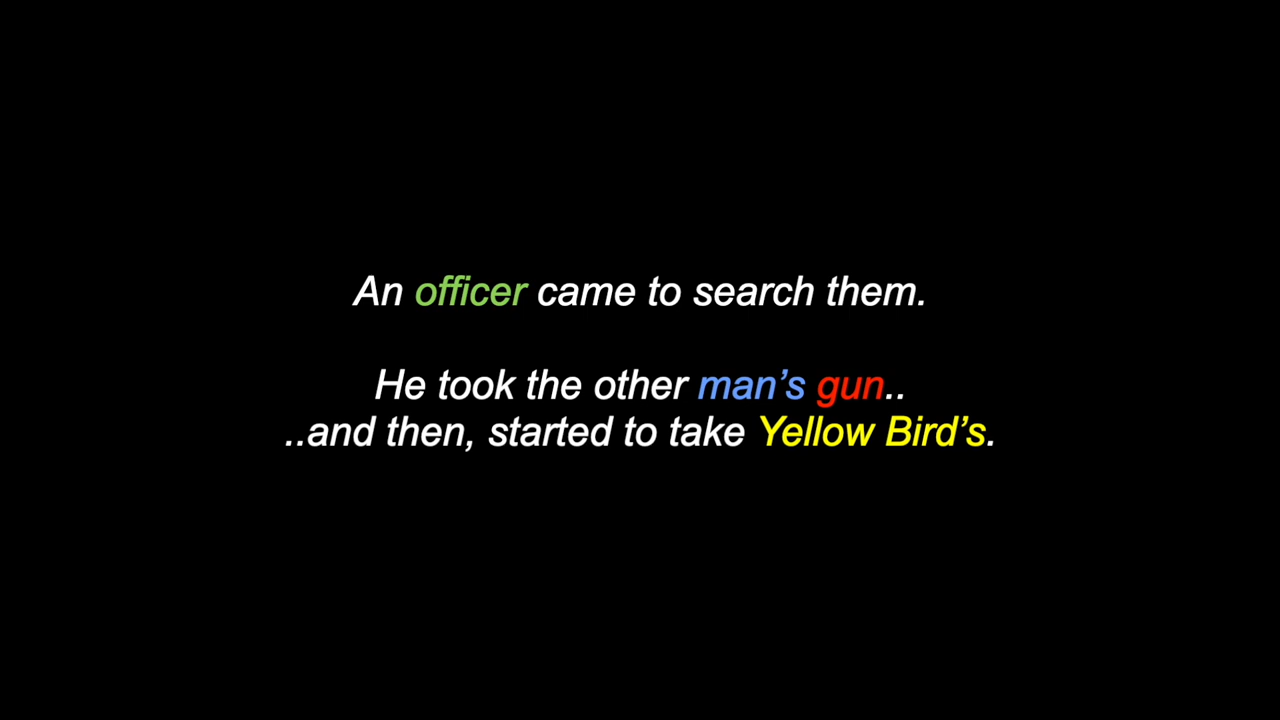 An officer came to search them.
He took the other man’s gun..
..and then, started to take Yellow Bird’s.